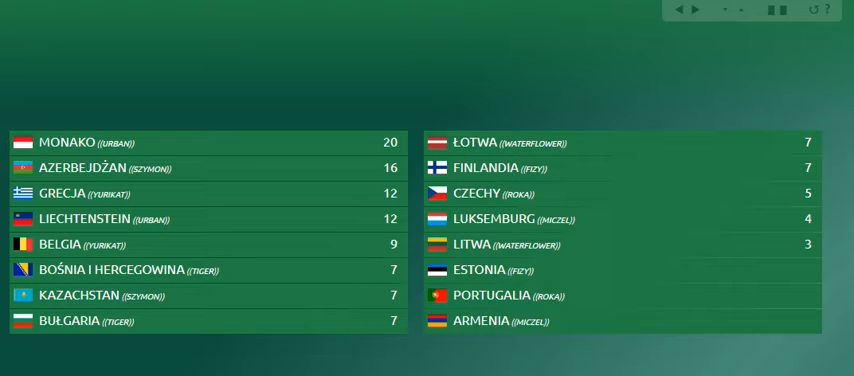 ?
MONAKO ((URBAN)) 20
AZERBEJDŻAN ((SZYMON)) 16
GRECJA ((YURIKAT)) 12
LIECHTENSTEIN ((URBAN)) 12
BELGIA ((YURIKAT)) 9
BOŚNIA I HERCEGOWINA ((TIGER)) 7
KAZACHSTAN ((SZYMON)) 7
BUŁGARIA ((TIGER)) 7
ŁOTWA ((WATERFLOWER)) 7
FINLANDIA ((FIZY)) 7
CZECHY ((ROKA)) 5
LUKSEMBURG ((MICZEL)) 4
LITWA ((WATERFLOWER)) 3
ESTONIA ((FIZY))
PORTUGALIA ((ROKA))
ARMENIA ((MICZEL))